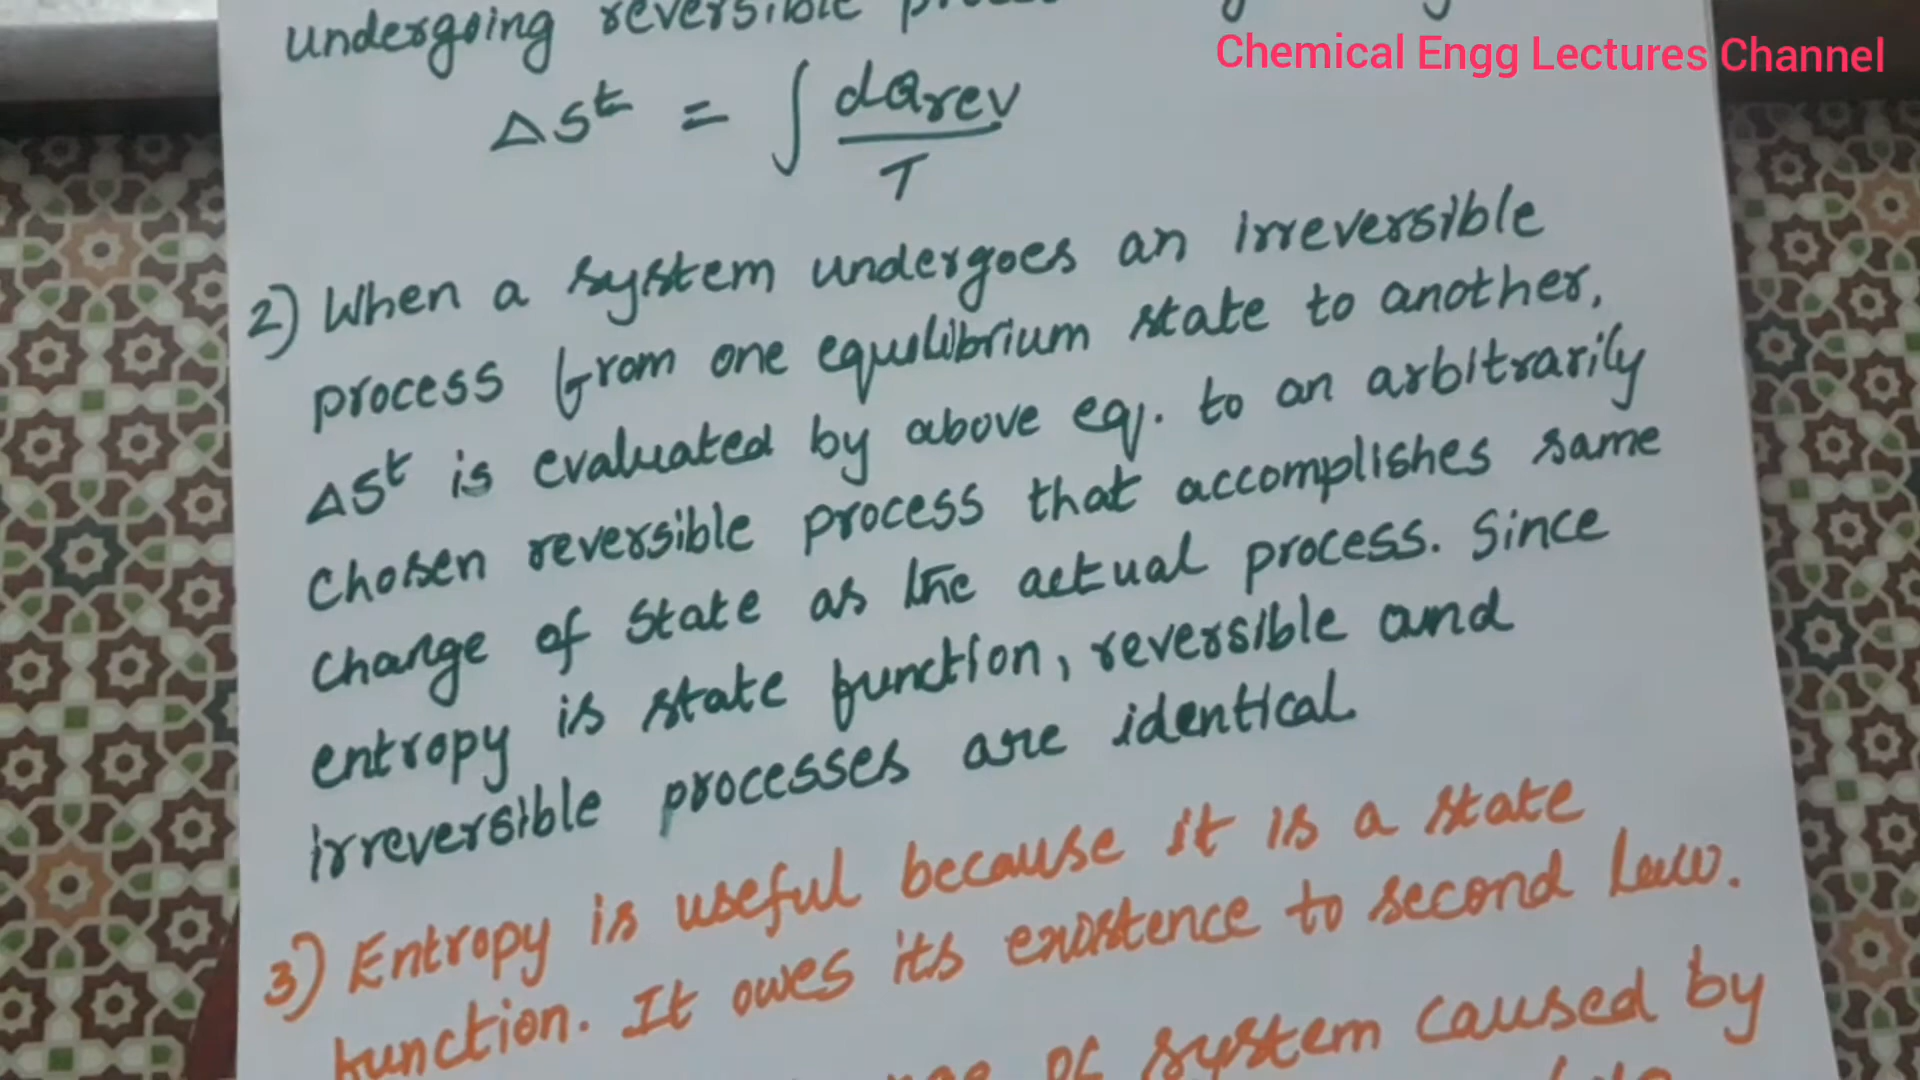 undergoing reversible
Chemical Engg Lectures Channel
ΔSᵗ = ∫ dQrev
T
2) When a system undergoes an irreversible
process from one equilibrium state to another,
ΔSᵗ is evaluated by above eq. to an arbitrarily
chosen reversible process that accomplishes same
change of state as the actual process. Since
entropy is state function, reversible and
irreversible processes are identical.
3) Entropy is useful because it is a state
function. It owes its existence to second law.
of system caused by